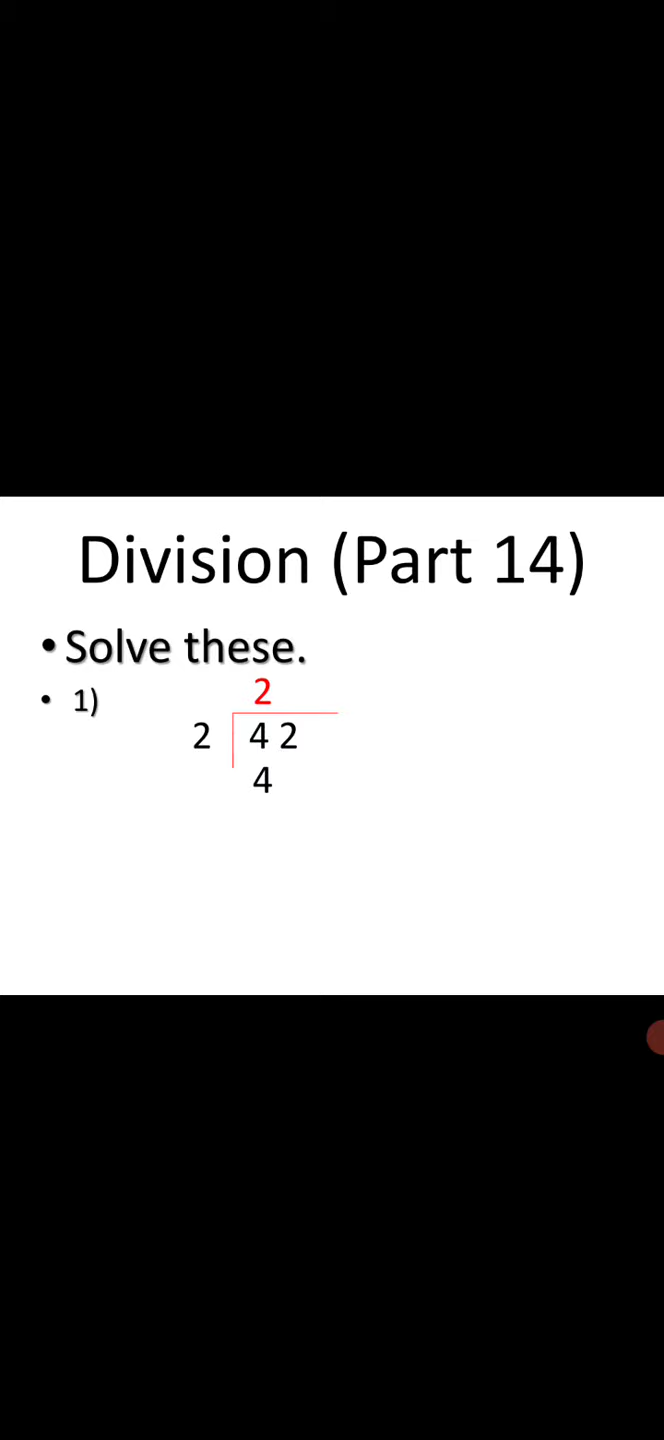 Division (Part 14)
• Solve these.
• 1)
2
2 4 2
4